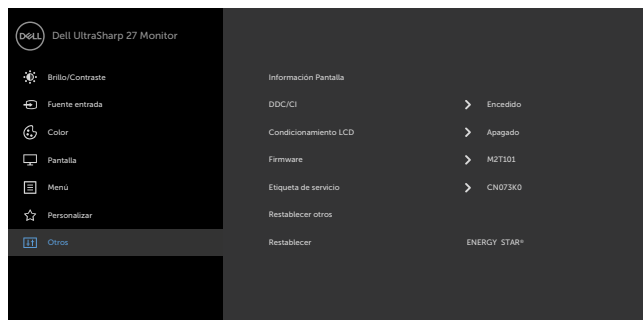 DELL Dell UltraSharp 27 Monitor
Brillo/Contraste Información Pantalla
Fuente entrada DDC/CI Encedido
Color Condicionamiento LCD Apagado
Pantalla Firmware M2T101
Menú Etiqueta de servicio CN073K0
Personalizar Restablecer otros
Otros Restablecer ENERGY STAR®